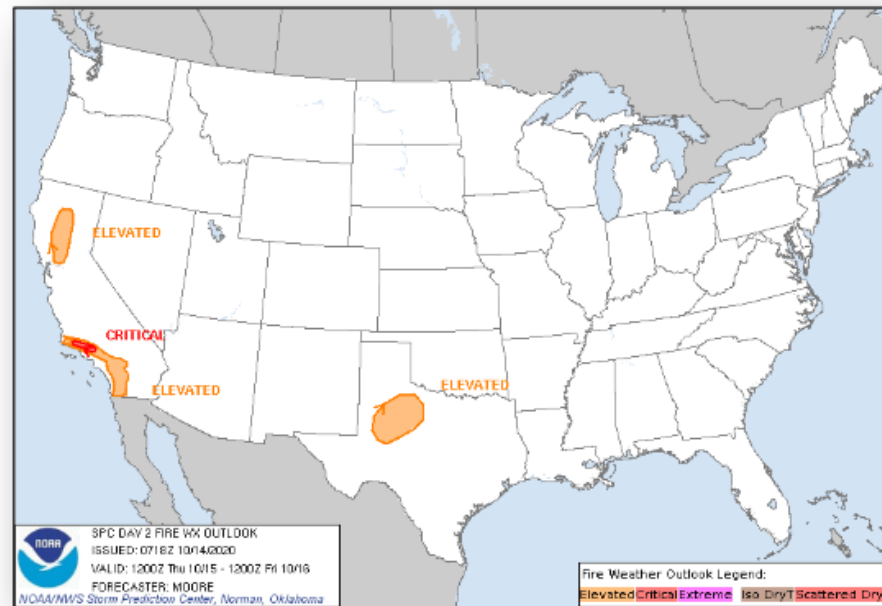 ELEVATED
CRITICAL
ELEVATED
ELEVATED
SPC DAY 2 FIRE WX OUTLOOK
ISSUED: 0718Z 10/14/2020
VALID: 1200Z Thu 10/15 - 1200Z Fri 10/16
FORECASTER: MOORE
NOAA/NWS Storm Prediction Center, Norman, Oklahoma
NOAA
Fire Weather Outlook Legend:
Elevated Critical Extreme Iso DryT Scattered Dry